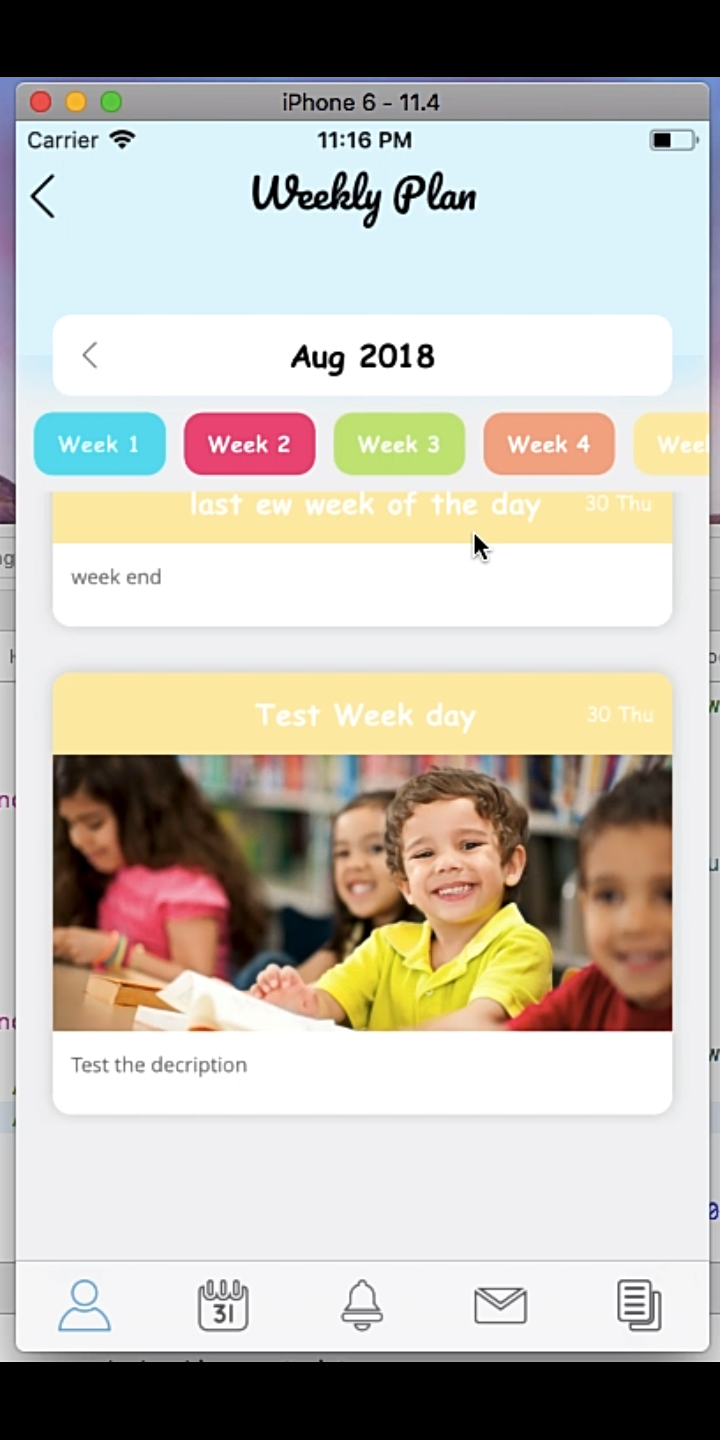 iPhone 6 - 11.4
Carrier 11:16 PM
Weekly Plan
Aug 2018
Week 1 Week 2 Week 3 Week 4
last ew week of the day 30 Thu
week end
Test Week day 30 Thu
Test the decription
31